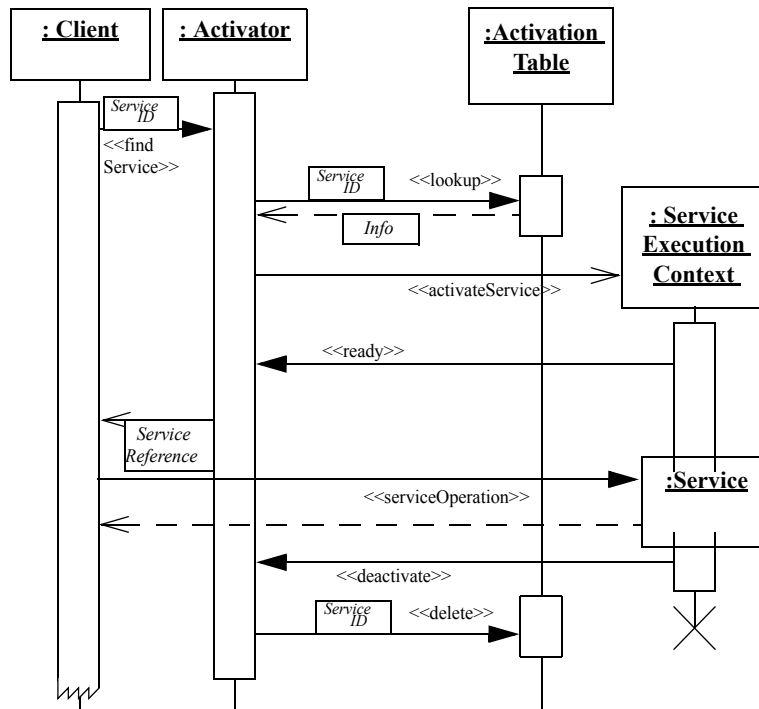 : Client
: Activator
:Activation
Table
Service
ID
<<find
Service>>
Service
ID
<<lookup>>
Info
: Service
Execution
Context
<<activateService>>
<<ready>>
Service
Reference
:Service
<<serviceOperation>>
<<deactivate>>
Service
ID
<<delete>>